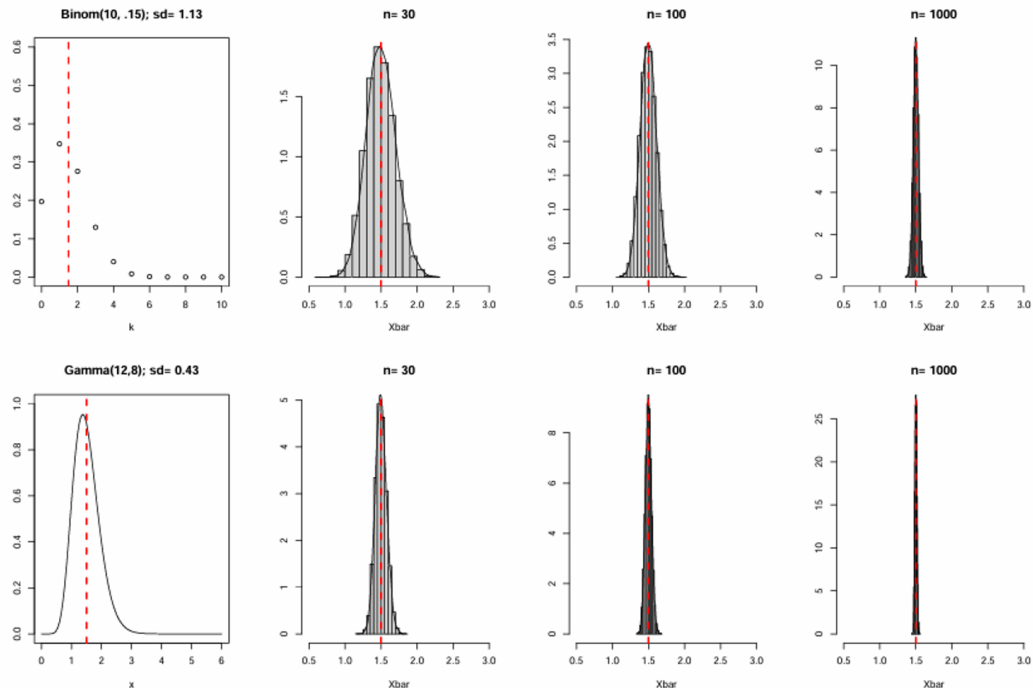 Binom(10, .15); sd= 1.13
n= 30
n= 100
n= 1000
0.0 0.1 0.2 0.3 0.4 0.5 0.6
0 2 4 6 8 10
k
0.0 0.5 1.0 1.5
0.5 1.0 1.5 2.0 2.5 3.0
Xbar
0.0 0.5 1.0 1.5 2.0 2.5 3.0 3.5
0.5 1.0 1.5 2.0 2.5 3.0
Xbar
0 2 4 6 8 10
0.5 1.0 1.5 2.0 2.5 3.0
Xbar
Gamma(12,8); sd= 0.43
n= 30
n= 100
n= 1000
0.0 0.2 0.4 0.6 0.8 1.0
0 1 2 3 4 5 6
x
0 1 2 3 4 5
0.5 1.0 1.5 2.0 2.5 3.0
Xbar
0 2 4 6 8
0.5 1.0 1.5 2.0 2.5 3.0
Xbar
0 5 10 15 20 25
0.5 1.0 1.5 2.0 2.5 3.0
Xbar